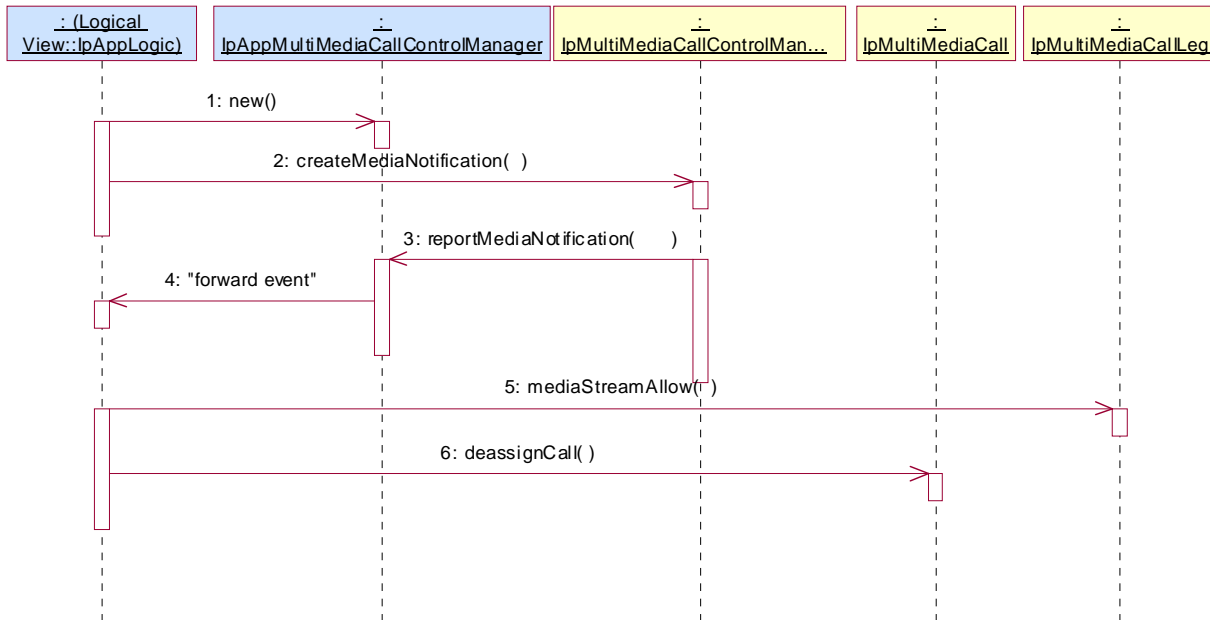 : (Logical
View::IpAppLogic)
:
IpAppMultiMediaCallControlManager
:
IpMultiMediaCallControlMan...
:
IpMultiMediaCall
:
IpMultiMediaCallLeg
1: new()
2: createMediaNotification( )
3: reportMediaNotification( )
4: "forward event"
5: mediaStreamAllow( )
6: deassignCall( )